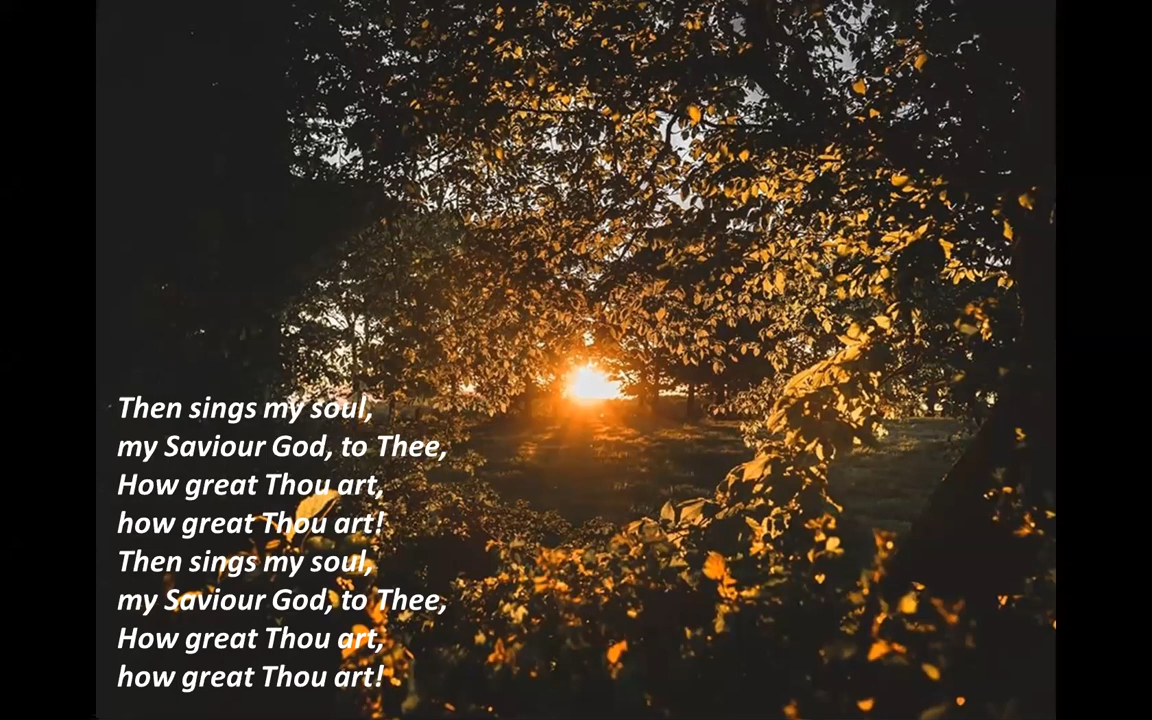 Then sings my soul,
my Saviour God, to Thee,
How great Thou art,
how great Thou art!
Then sings my soul,
my Saviour God, to Thee,
How great Thou art,
how great Thou art!